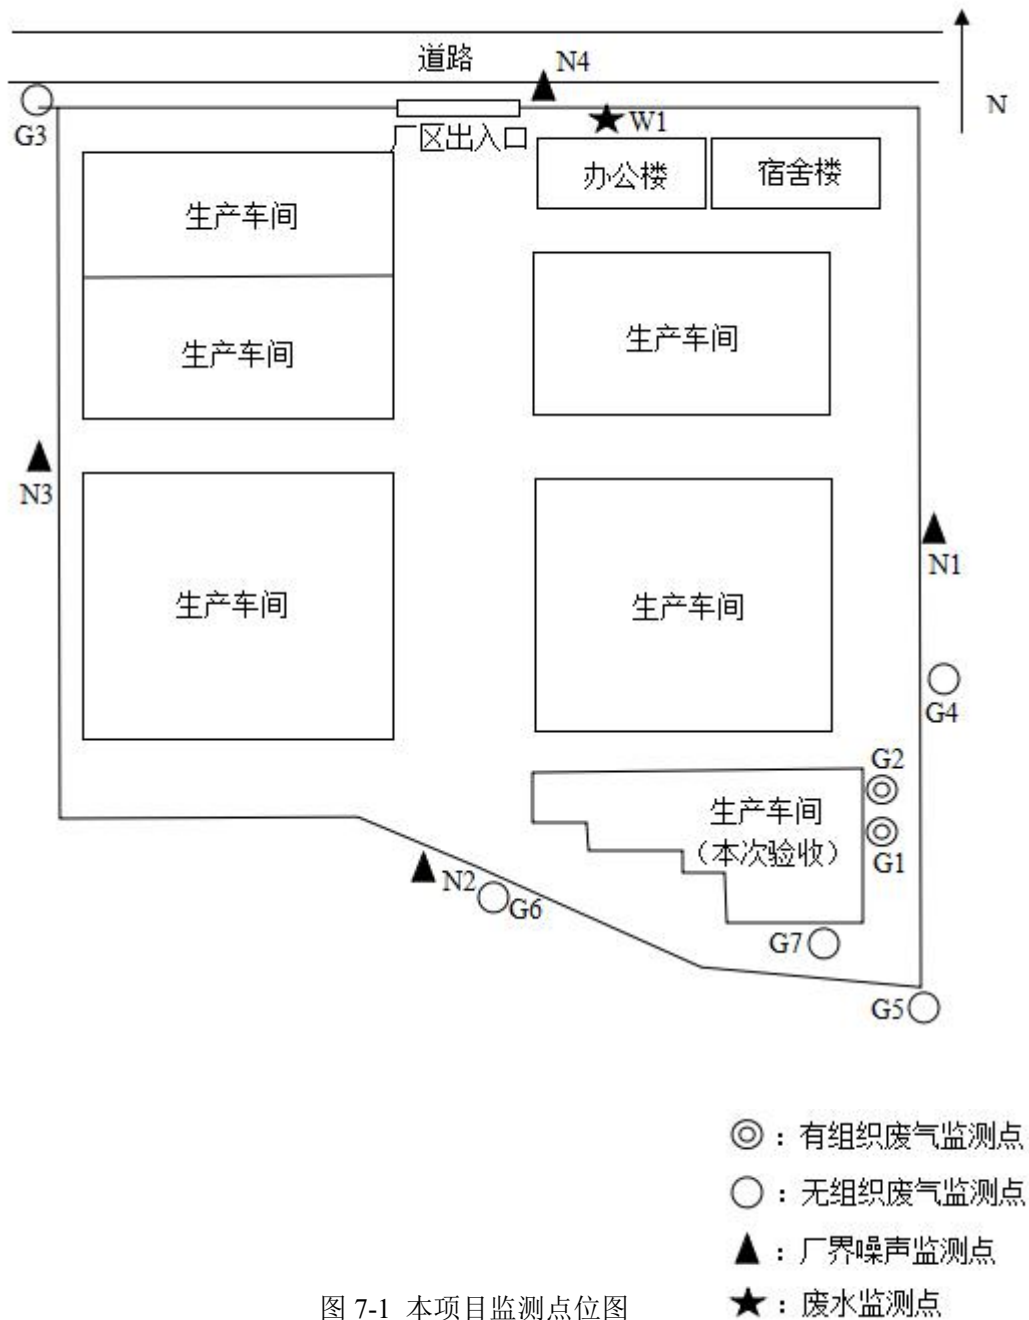 道路
N4
N
G3
厂区出入口
W1
办公楼
宿舍楼
生产车间
生产车间
生产车间
N3
N1
生产车间
生产车间
G4
G2
生产车间
（本次验收）
G1
N2
G6
G7
G5
：有组织废气监测点
：无组织废气监测点
：厂界噪声监测点
：废水监测点
图 7-1 本项目监测点位图